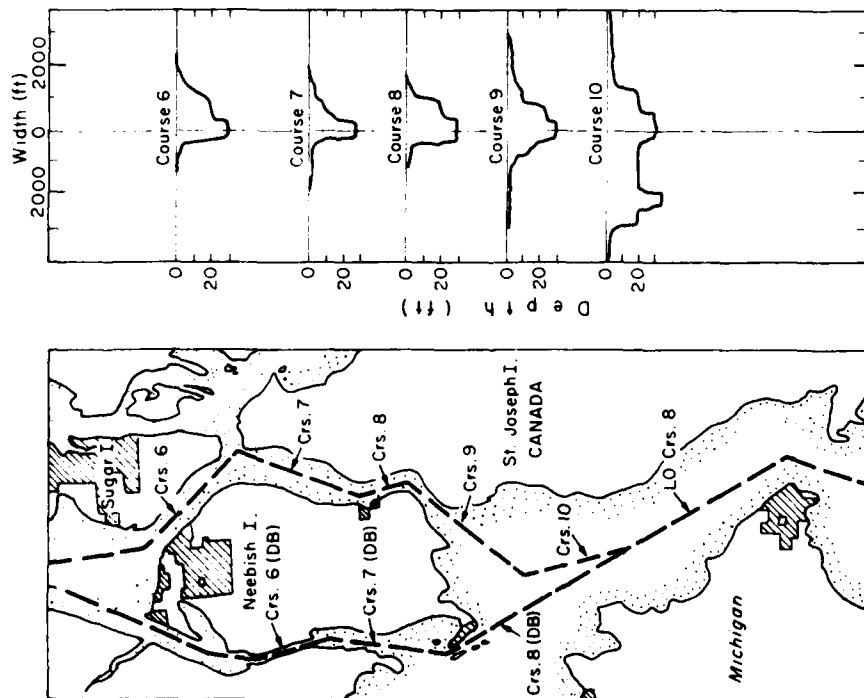 Width (ft)
2000
0
2000
Course 6
0
20
Course 7
0
20
Course 8
0
20
Course 9
0
20
Course 10
0
20
Depth (ft)
Sugar I.
Crs. 6
Crs. 7
Neebish I.
Crs. 6 (DB)
Crs. 7 (DB)
Crs. 8
Crs. 9
St. Joseph I.
CANADA
Crs. 10
LO Crs. 8
Crs. 8 (DB)
Michigan